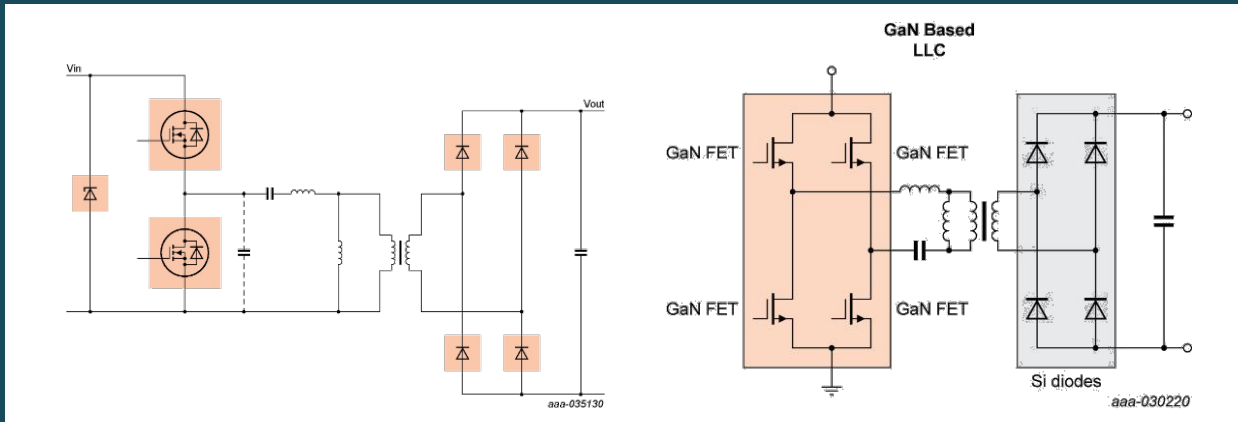 Vin
Vout
aaa-035130
GaN Based
LLC
GaN FET
GaN FET
GaN FET
GaN FET
Si diodes
aaa-030220